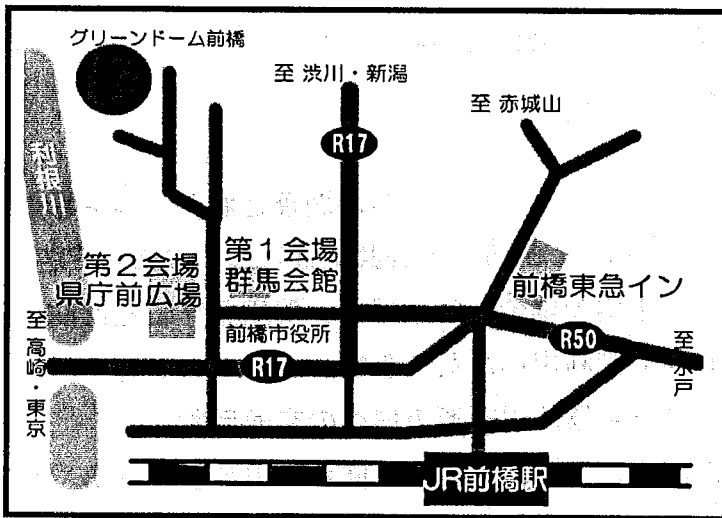 グリーンドーム前橋
至 渋川・新潟
至 赤城山
R17
利根川
第2会場
県庁前広場
第1会場
群馬会館
前橋東急イン
前橋市役所
至 高崎・東京
R17
R50
至 水戸
JR前橋駅